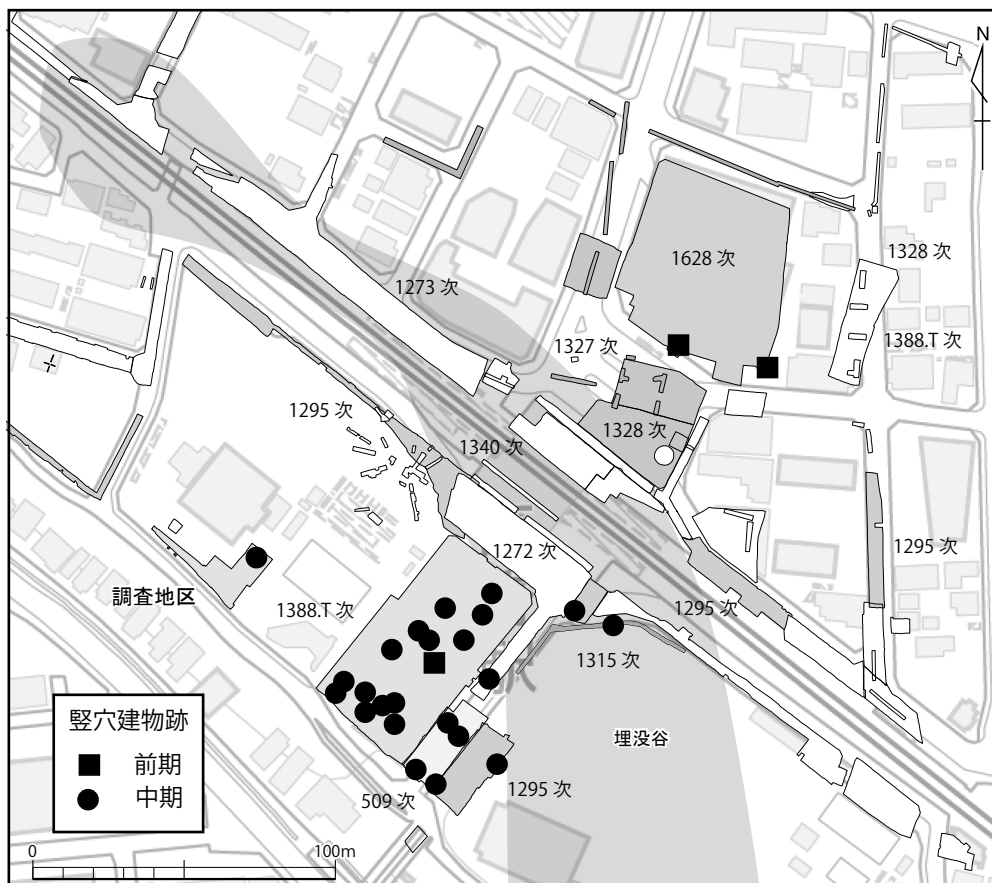 N
1628 次
1328 次
1273 次
1327 次
1388.T 次
1295 次
1328 次
1340 次
1272 次
1295 次
調査地区
1388.T 次
1295 次
1315 次
竪穴建物跡
前期
中期
埋没谷
509 次
1295 次
0
100m